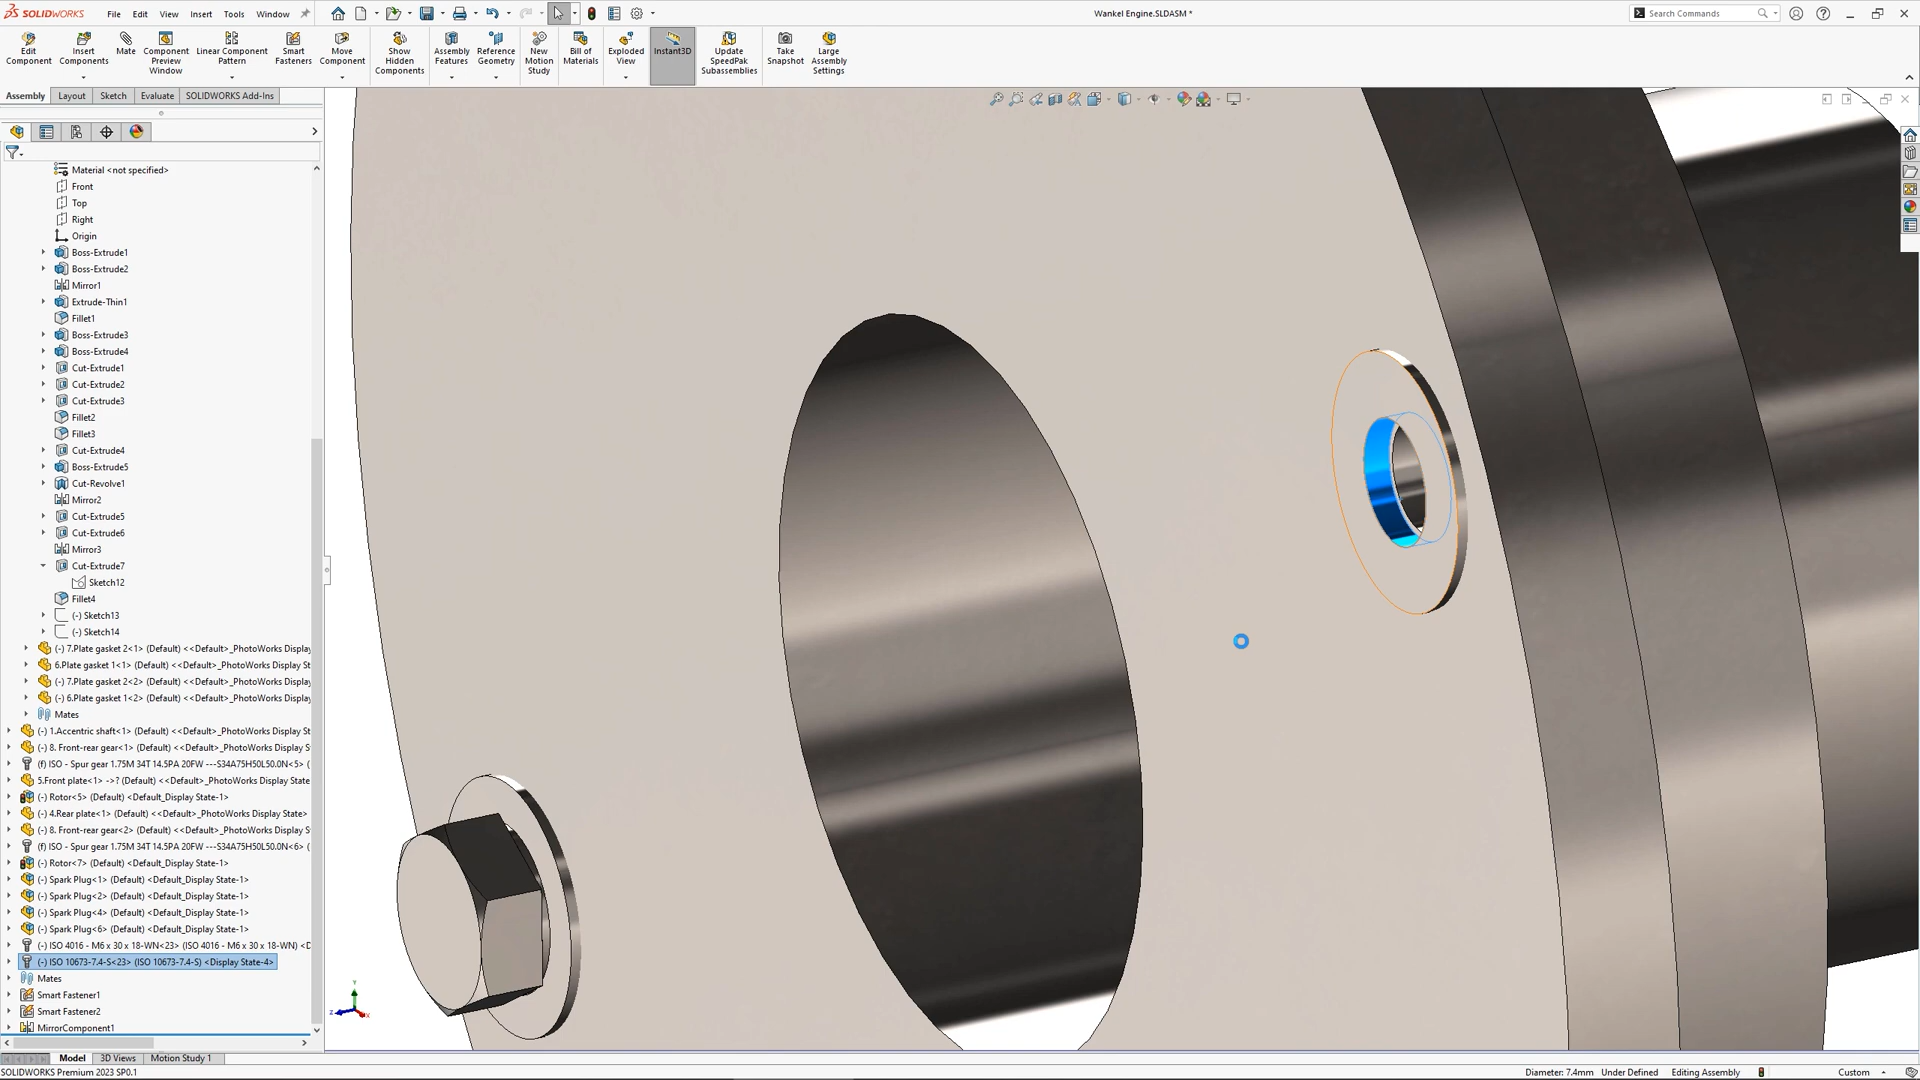 SOLIDWORKS File Edit View Insert Tools Window
Wankel Engine.SLDASM *
Search Commands
Edit Component
Insert Components
Mate
Component Preview Window
Linear Component Pattern
Smart Fasteners
Move Component
Show Hidden Components
Assembly Features
Reference Geometry
New Motion Study
Bill of Materials
Exploded View
Instant3D
Update SpeedPak Subassemblies
Take Snapshot
Large Assembly Settings
Assembly Layout Sketch Evaluate SOLIDWORKS Add-Ins
Material <not specified>
Front
Top
Right
Origin
Boss-Extrude1
Boss-Extrude2
Mirror1
Extrude-Thin1
Fillet1
Boss-Extrude3
Boss-Extrude4
Cut-Extrude1
Cut-Extrude2
Cut-Extrude3
Fillet2
Fillet3
Cut-Extrude4
Boss-Extrude5
Cut-Revolve1
Mirror2
Cut-Extrude5
Cut-Extrude6
Mirror3
Cut-Extrude7
Sketch12
Fillet4
(-) Sketch13
(-) Sketch14
(-) 7.Plate gasket 2<1> (Default) <<Default>_PhotoWorks Display St
6.Plate gasket 1<1> (Default) <<Default>_PhotoWorks Display St
(-) 7.Plate gasket 2<2> (Default) <<Default>_PhotoWorks Display
(-) 6.Plate gasket 1<2> (Default) <<Default>_PhotoWorks Display
Mates
(-) 1.Accentric shaft<1> (Default) <<Default>_PhotoWorks Display S
(-) 8. Front-rear gear<1> (Default) <<Default>_PhotoWorks Display S
(f) ISO - Spur gear 1.75M 34T 14.5PA 20FW ---S34A75H50L50.0N<5> (
5.Front plate<1> ->? (Default) <<Default>_PhotoWorks Display State
(-) Rotor<5> (Default) <Default_Display State-1>
(-) 4.Rear plate<1> (Default) <<Default>_PhotoWorks Display State>
(-) 8. Front-rear gear<2> (Default) <<Default>_PhotoWorks Display S
(f) ISO - Spur gear 1.75M 34T 14.5PA 20FW ---S34A75H50L50.0N<6> (
(-) Rotor<7> (Default) <Default_Display State-1>
(-) Spark Plug<1> (Default) <Default_Display State-1>
(-) Spark Plug<2> (Default) <Default_Display State-1>
(-) Spark Plug<4> (Default) <Default_Display State-1>
(-) Spark Plug<6> (Default) <Default_Display State-1>
(-) ISO 4016 - M6 x 30 x 18-WN<23> (ISO 4016 - M6 x 30 x 18-WN) <D
(-) ISO 10673-7.4-S<23> (ISO 10673-7.4-S) <Display State-4>
Mates
Smart Fastener1
Smart Fastener2
MirrorComponent1
Model 3D Views Motion Study 1
SOLIDWORKS Premium 2023 SP0.1
Diameter: 7.4mm Under Defined Editing Assembly Custom